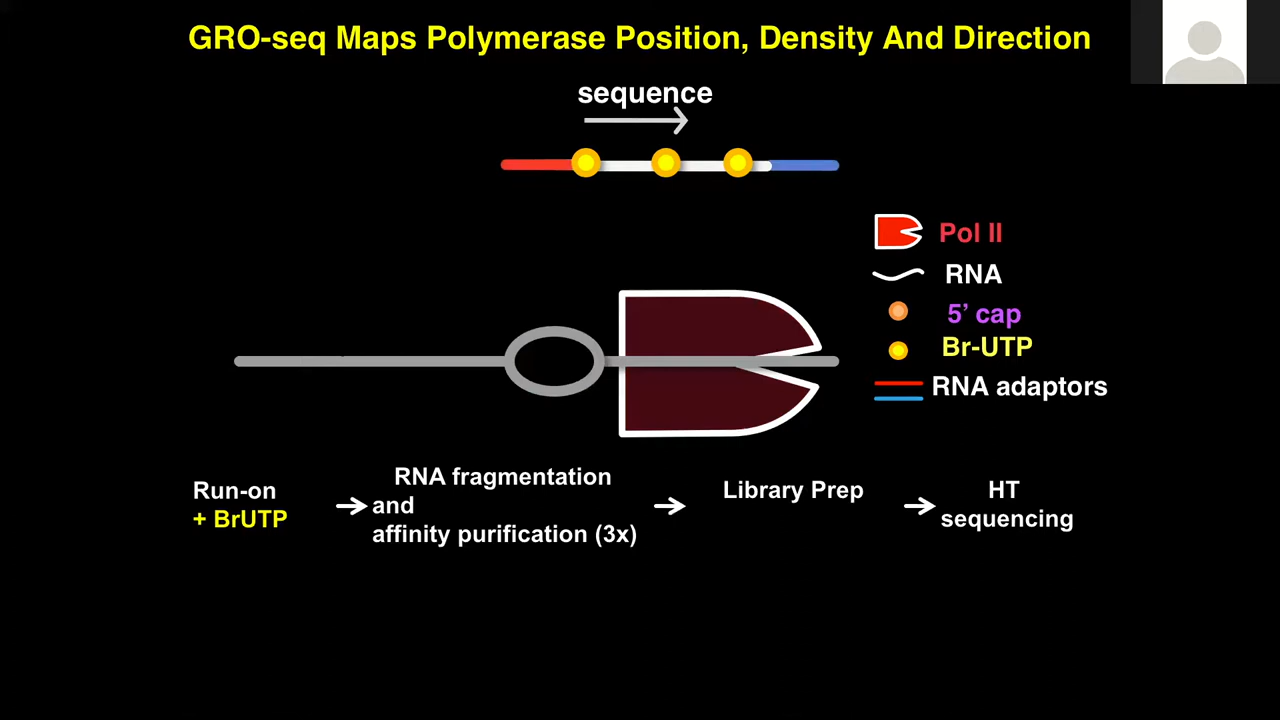 GRO-seq Maps Polymerase Position, Density And Direction
sequence
Pol II
RNA
5’ cap
Br-UTP
RNA adaptors
Run-on
+ BrUTP
RNA fragmentation
and
affinity purification (3x)
Library Prep
HT
sequencing